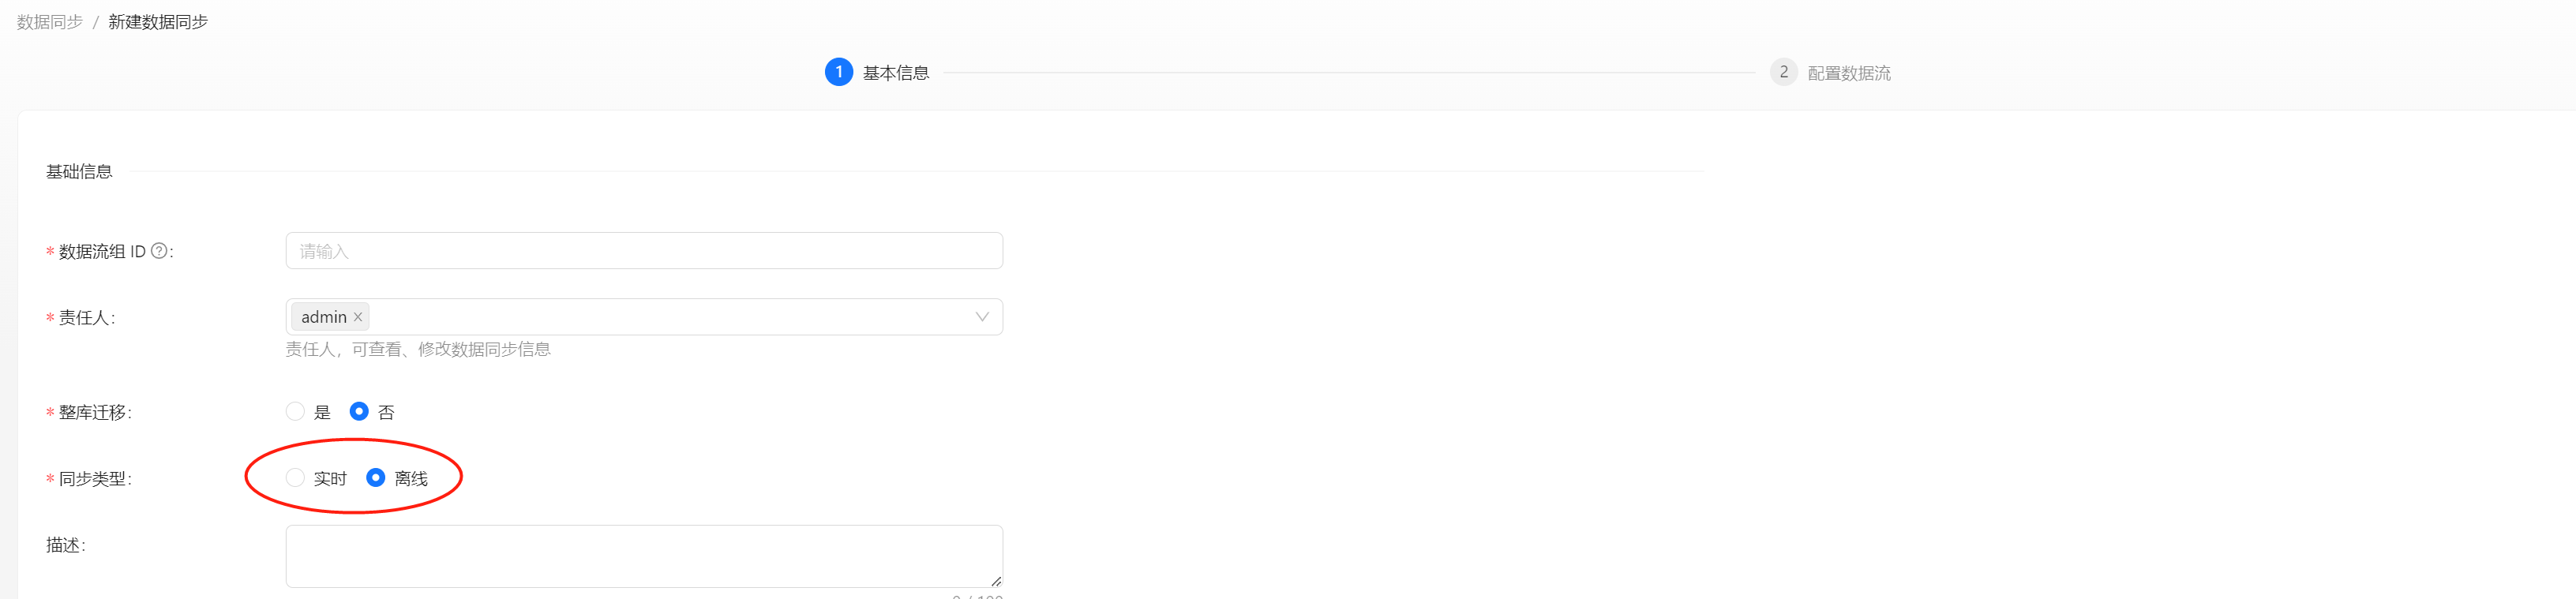 数据同步 / 新建数据同步
1 基本信息
2 配置数据流
基础信息
* 数据流组 ID ? :
请输入
* 责任人 :
admin
责任人，可查看、修改数据同步信息
* 整库迁移 :
是 否
* 同步类型 :
实时 离线
描述 :